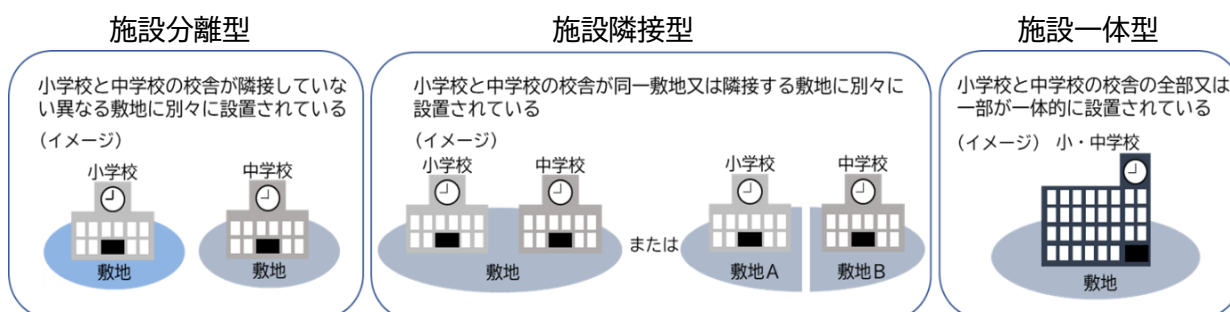 施設分離型
小学校と中学校の校舎が隣接していな
い異なる敷地に別々に設置されている
（イメージ）
小学校
中学校
敷地
敷地
施設隣接型
小学校と中学校の校舎が同一敷地又は隣接する敷地に別々に
設置されている
（イメージ）
小学校
中学校
敷地
または
小学校
中学校
敷地A
敷地B
施設一体型
小学校と中学校の校舎の全部又は
一部が一体的に設置されている
（イメージ） 小・中学校
敷地